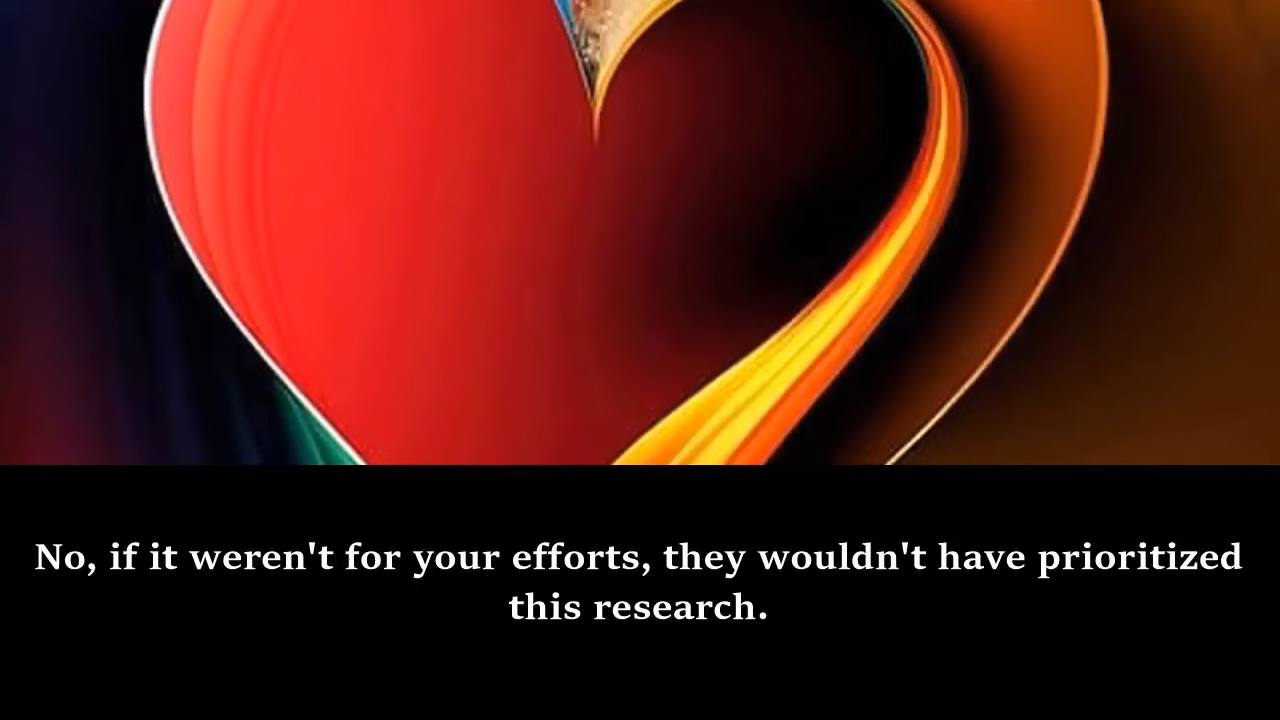 No, if it weren't for your efforts, they wouldn't have prioritized
this research.